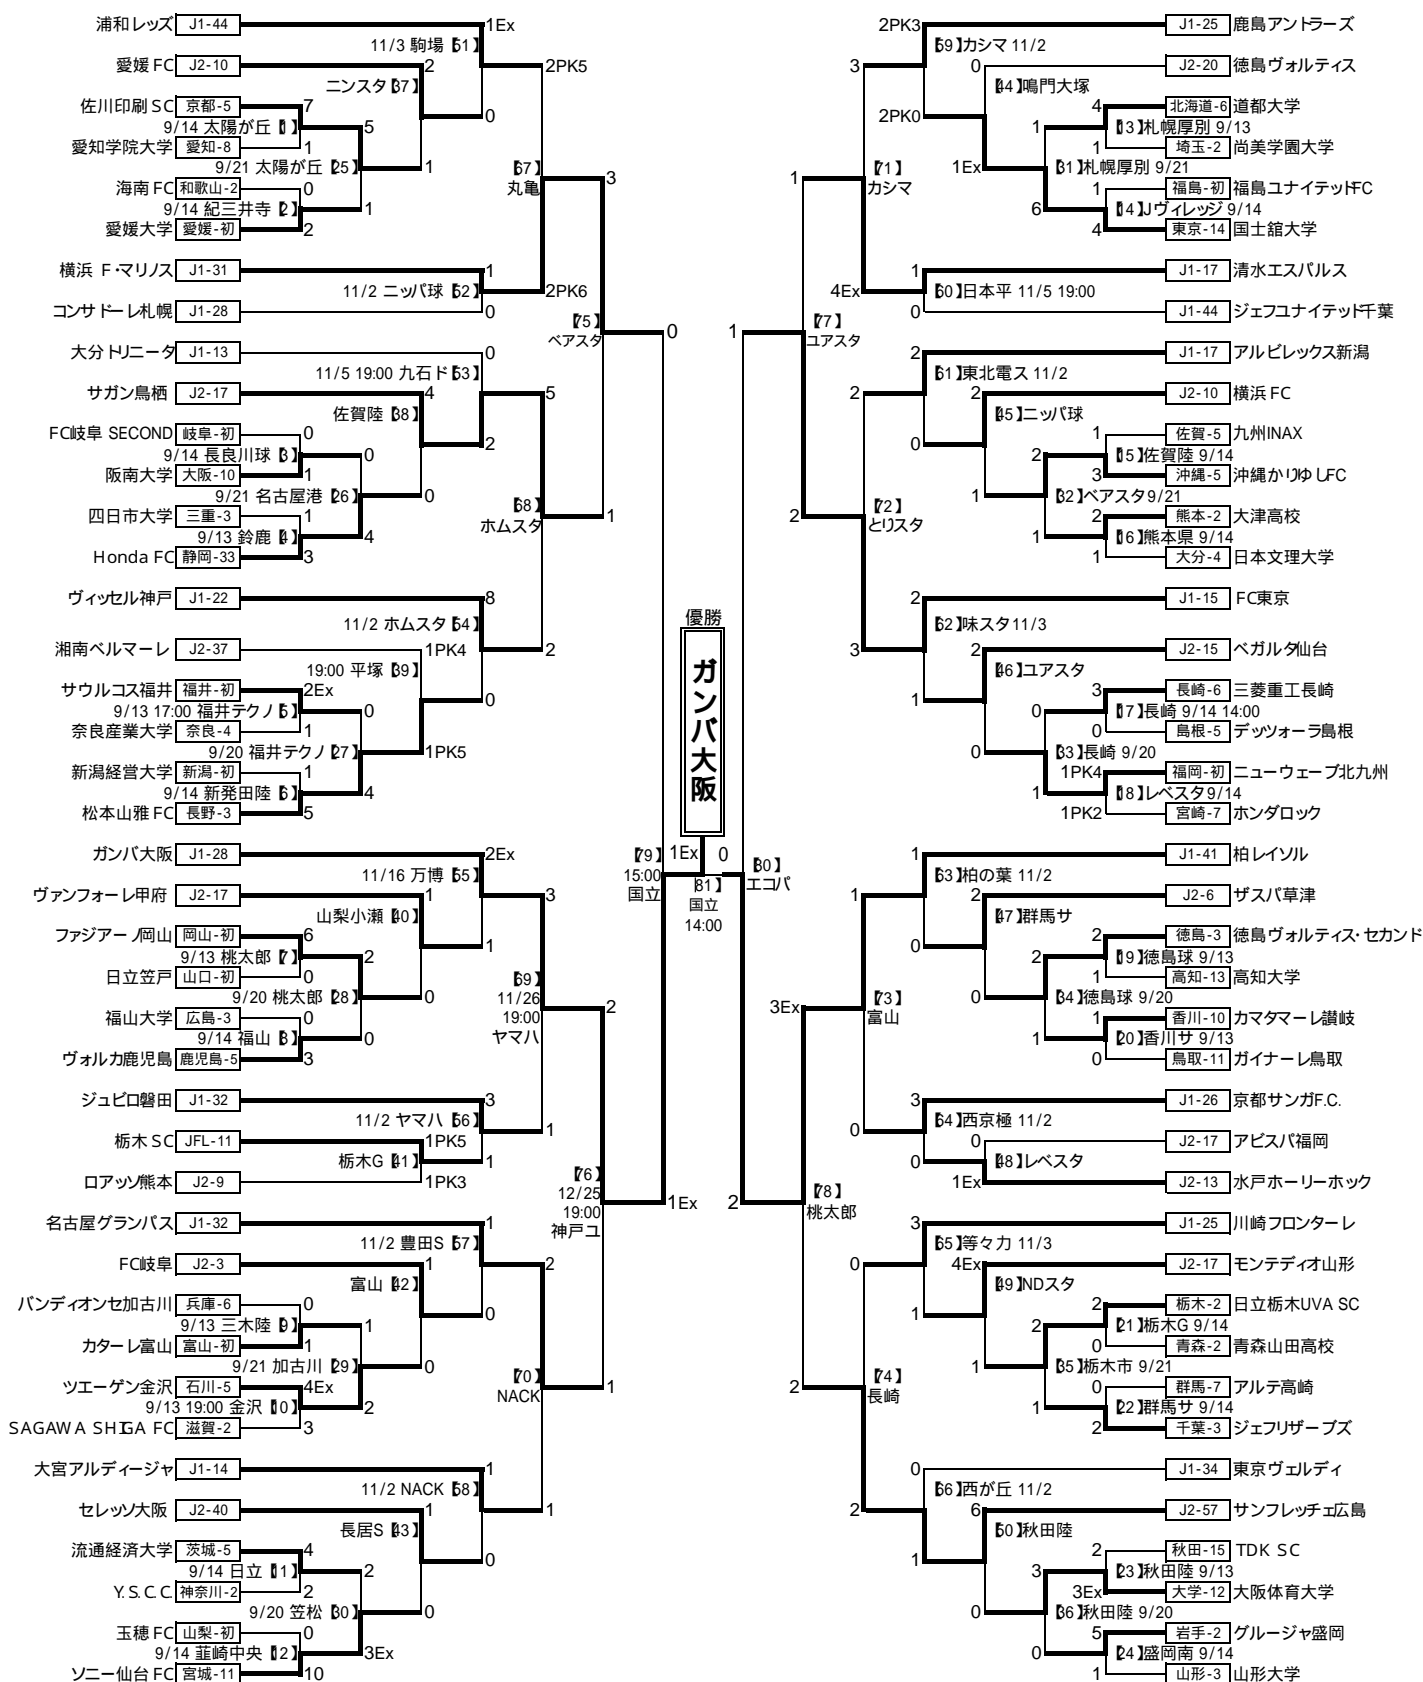 浦和レッズ J1-44 1Ex
11/3 駒場【51】
愛媛FC J2-10 2 2PK5
ニンスタ【37】
佐川印刷SC 京都-5 7 0
9/14 太陽が丘【1】 5
愛知学院大学 愛知-8 1
9/21 太陽が丘【25】 1 【67】
海南FC 和歌山-2 0 丸亀 3
9/14 紀三井寺【2】 1
愛媛大学 愛媛-初 2
横浜 F・マリノス J1-31 1
11/2 ニッパ球【52】 2PK6
コンサドーレ札幌 J1-28 0
【75】
ベアスタ 0
大分トリニータ J1-13 0
11/5 19:00 九石ド【53】
サガン鳥栖 J2-17 4 5
佐賀陸【38】
FC岐阜 SECOND 岐阜-初 0 2
9/14 長良川球【3】 0
阪南大学 大阪-10 1
9/21 名古屋港【26】 0
四日市大学 三重-3 1 【68】 1
9/13 鈴鹿【4】 4 ホムスタ
Honda FC 静岡-33 3
ヴィッセル神戸 J1-22 8
11/2 ホムスタ【54】
湘南ベルマーレ J2-37 1PK4 2
19:00 平塚【39】
サウルコス福井 福井-初 2Ex 0
9/13 17:00 福井テクノ【5】 0
奈良産業大学 奈良-4 1
9/20 福井テクノ【27】 1PK5
新潟経営大学 新潟-初 1
9/14 新発田陸【6】 4
松本山雅FC 長野-3 5
ガンバ大阪 J1-28 2Ex
11/16 万博【55】
ヴァンフォーレ甲府 J2-17 1 3
山梨小瀬【40】
ファジアーノ岡山 岡山-初 6 1
9/13 桃太郎【7】 2
日立笠戸 山口-初 0
9/20 桃太郎【28】 0
福山大学 広島-3 0
9/14 福山【8】 0
ヴォルカ鹿児島 鹿児島-5 3
【69】
11/26
19:00
ヤマハ 2
ジュビロ磐田 J1-32 3
11/2 ヤマハ【56】 1
栃木SC JFL-11 1PK5
栃木G【41】 1
ロアッソ熊本 J2-9 1PK3
【76】
12/25
19:00
神戸ユ 1Ex
名古屋グランパス J1-32 1
11/2 豊田S【57】
FC岐阜 J2-3 1 2
富山【42】
バンディオンセ加古川 兵庫-6 0 0
9/13 三木陸【9】 1
カターレ富山 富山-初 1
9/21 加古川【29】 0
ツエーゲン金沢 石川-5 4Ex 【70】 1
9/13 19:00 金沢【10】 2 NACK
SAGAWA SHIGA FC 滋賀-2 3
大宮アルディージャ J1-14 1
11/2 NACK【58】
セレッソ大阪 J2-40 1 1
長居S【43】
流通経済大学 茨城-5 4 0
9/14 日立【11】 2
Y.S.C.C 神奈川-2 2
9/20 笠松【30】 0
玉穂FC 山梨-初 0
9/14 韮崎中央【12】 3Ex
ソニー仙台FC 宮城-11 10
優勝
ガンバ大阪
【79】
15:00
国立
1Ex 0
【81】
国立
14:00
【80】
エコパ
2PK3 J1-25 鹿島アントラーズ
【59】カシマ 11/2
3 0 J2-20 徳島ヴォルティス
【44】鳴門大塚
2PK0 4 北海道-6 道都大学
1 【13】札幌厚別 9/13
1 埼玉-2 尚美学園大学
【71】 1Ex 【31】札幌厚別 9/21
1 カシマ 1 福島-初 福島ユナイテッドFC
6 【14】Jヴィレッジ 9/14
4 東京-14 国士舘大学
1 J1-17 清水エスパルス
4Ex 【60】日本平 11/5 19:00
0 J1-44 ジェフユナイテッド千葉
1 【77】
ユアスタ
2 J1-17 アルビレックス新潟
【61】東北電ス 11/2
2 2 J2-10 横浜FC
【45】ニッパ球
0 1 佐賀-5 九州INAX
2 【15】佐賀陸 9/14
3 沖縄-5 沖縄かりゆしFC
1 【32】ベアスタ 9/21
2 【72】 2 熊本-2 大津高校
とりスタ 1 【16】熊本県 9/14
1 大分-4 日本文理大学
2 J1-15 FC東京
【62】味スタ 11/3
3 2 J2-15 ベガルタ仙台
【46】ユアスタ
1 3 長崎-6 三菱重工長崎
0 【17】長崎 9/14 14:00
0 島根-5 デッツォーラ島根
0 【33】長崎 9/20
1PK4 福岡-初 ニューウェーブ北九州
1 【18】レベスタ 9/14
1PK2 宮崎-7 ホンダロック
1 J1-41 柏レイソル
【63】柏の葉 11/2
1 2 J2-6 ザスパ草津
【47】群馬サ
0 2 徳島-3 徳島ヴォルティス・セカンド
2 【19】徳島球 9/13
1 高知-13 高知大学
3Ex 【73】 0 【34】徳島球 9/20
富山 1 香川-10 カマタマーレ讃岐
1 【20】香川サ 9/13
0 鳥取-11 ガイナーレ鳥取
3 J1-26 京都サンガF.C.
0 【64】西京極 11/2
0 J2-17 アビスパ福岡
0 【48】レベスタ
1Ex J2-13 水戸ホーリーホック
2 【78】
桃太郎
3 J1-25 川崎フロンターレ
【65】等々力 11/3
0 4Ex J2-17 モンテディオ山形
【49】NDスタ
1 2 栃木-2 日立栃木UVA SC
2 【21】栃木G 9/14
0 青森-2 青森山田高校
1 【35】栃木市 9/21
2 【74】 0 群馬-7 アルテ高崎
長崎 1 【22】群馬サ 9/14
2 千葉-3 ジェフリザーブズ
0 J1-34 東京ヴェルディ
【66】西が丘 11/2
2 6 J2-57 サンフレッチェ広島
【50】秋田陸
1 2 秋田-15 TDK SC
3 【23】秋田陸 9/13
3Ex 大学-12 大阪体育大学
0 【36】秋田陸 9/20
5 岩手-2 グルージャ盛岡
0 【24】盛岡南 9/14
1 山形-3 山形大学